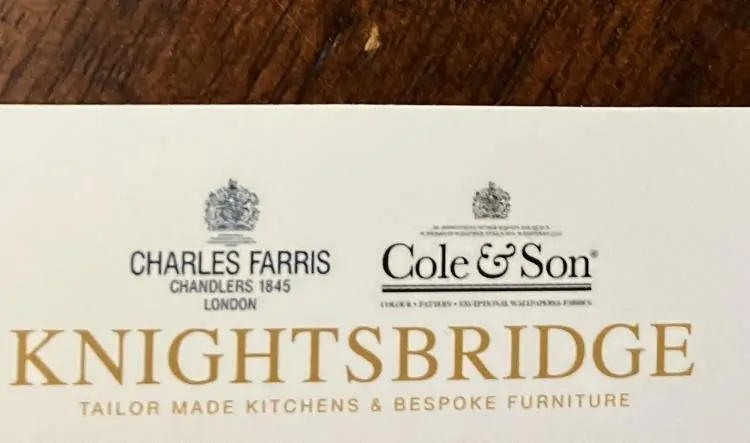 CHARLES FARRIS
CHANDLERS 1845
LONDON
Cole & Son®
COLOUR • PATTERN • EXCEPTIONAL WALLPAPERS & FABRICS
KNIGHTSBRIDGE
TAILOR MADE KITCHENS & BESPOKE FURNITURE